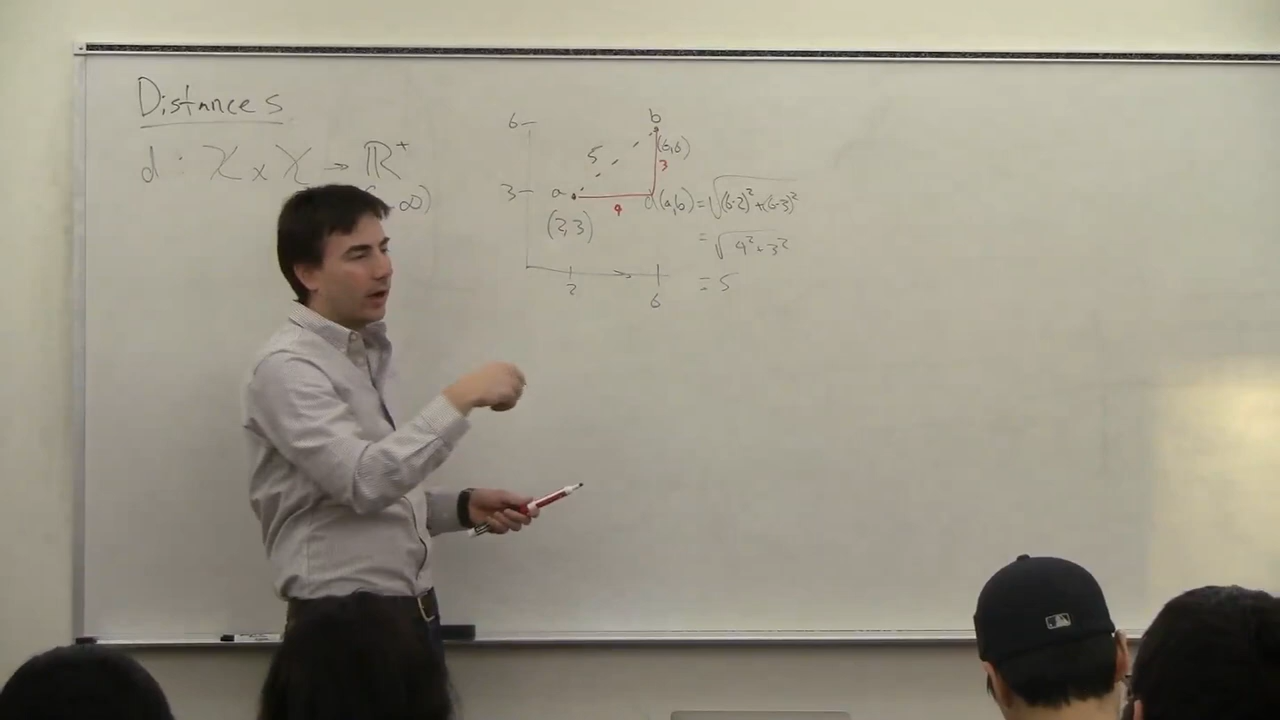 Distances
d : X x X → ℝ⁺
∞)
6
b
5
(6,6)
3
3
a
4
d(a,b) = √(6-2)² + (6-3)²
(2,3)
= √4² + 3²
= 5
2
6